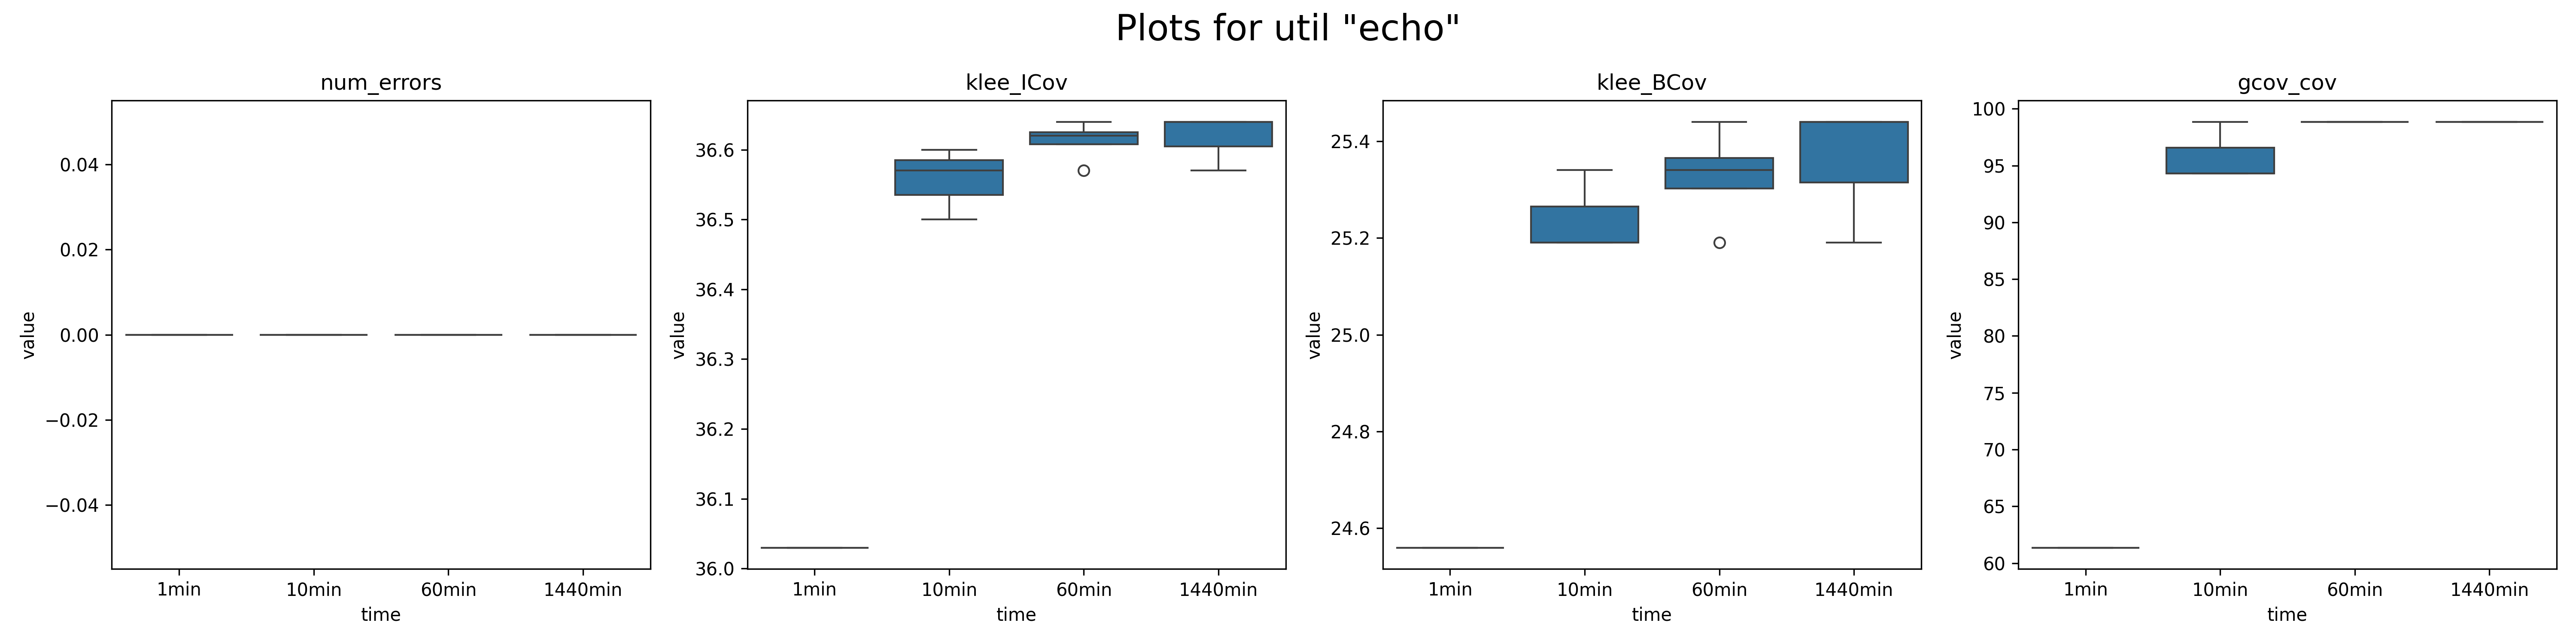 Plots for util "echo"
num_errors
0.04
0.02
0.00
−0.02
−0.04
value
1min 10min 60min 1440min
time
klee_ICov
36.6
36.5
36.4
36.3
36.2
36.1
36.0
value
1min 10min 60min 1440min
time
klee_BCov
25.4
25.2
25.0
24.8
24.6
value
1min 10min 60min 1440min
time
gcov_cov
100
95
90
85
80
75
70
65
60
value
1min 10min 60min 1440min
time